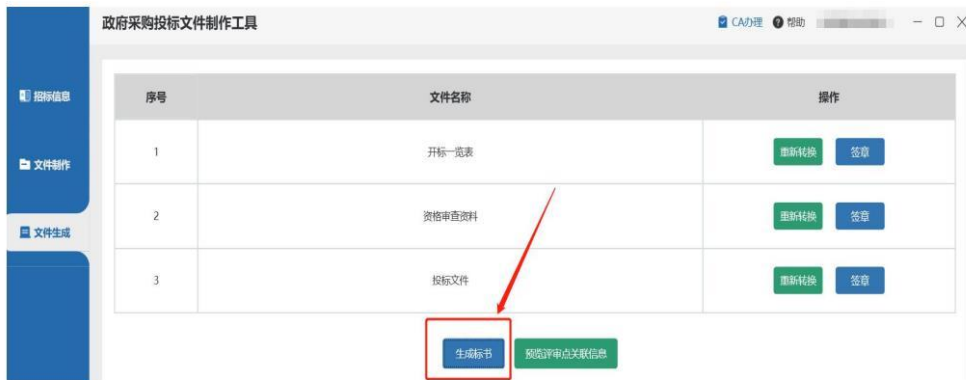 政府采购投标文件制作工具
CA办理 帮助
招标信息
文件制作
文件生成
序号 文件名称 操作
1 开标一览表 重新转换 签章
2 资格审查资料 重新转换 签章
3 投标文件 重新转换 签章
生成标书 预览评审点关联信息